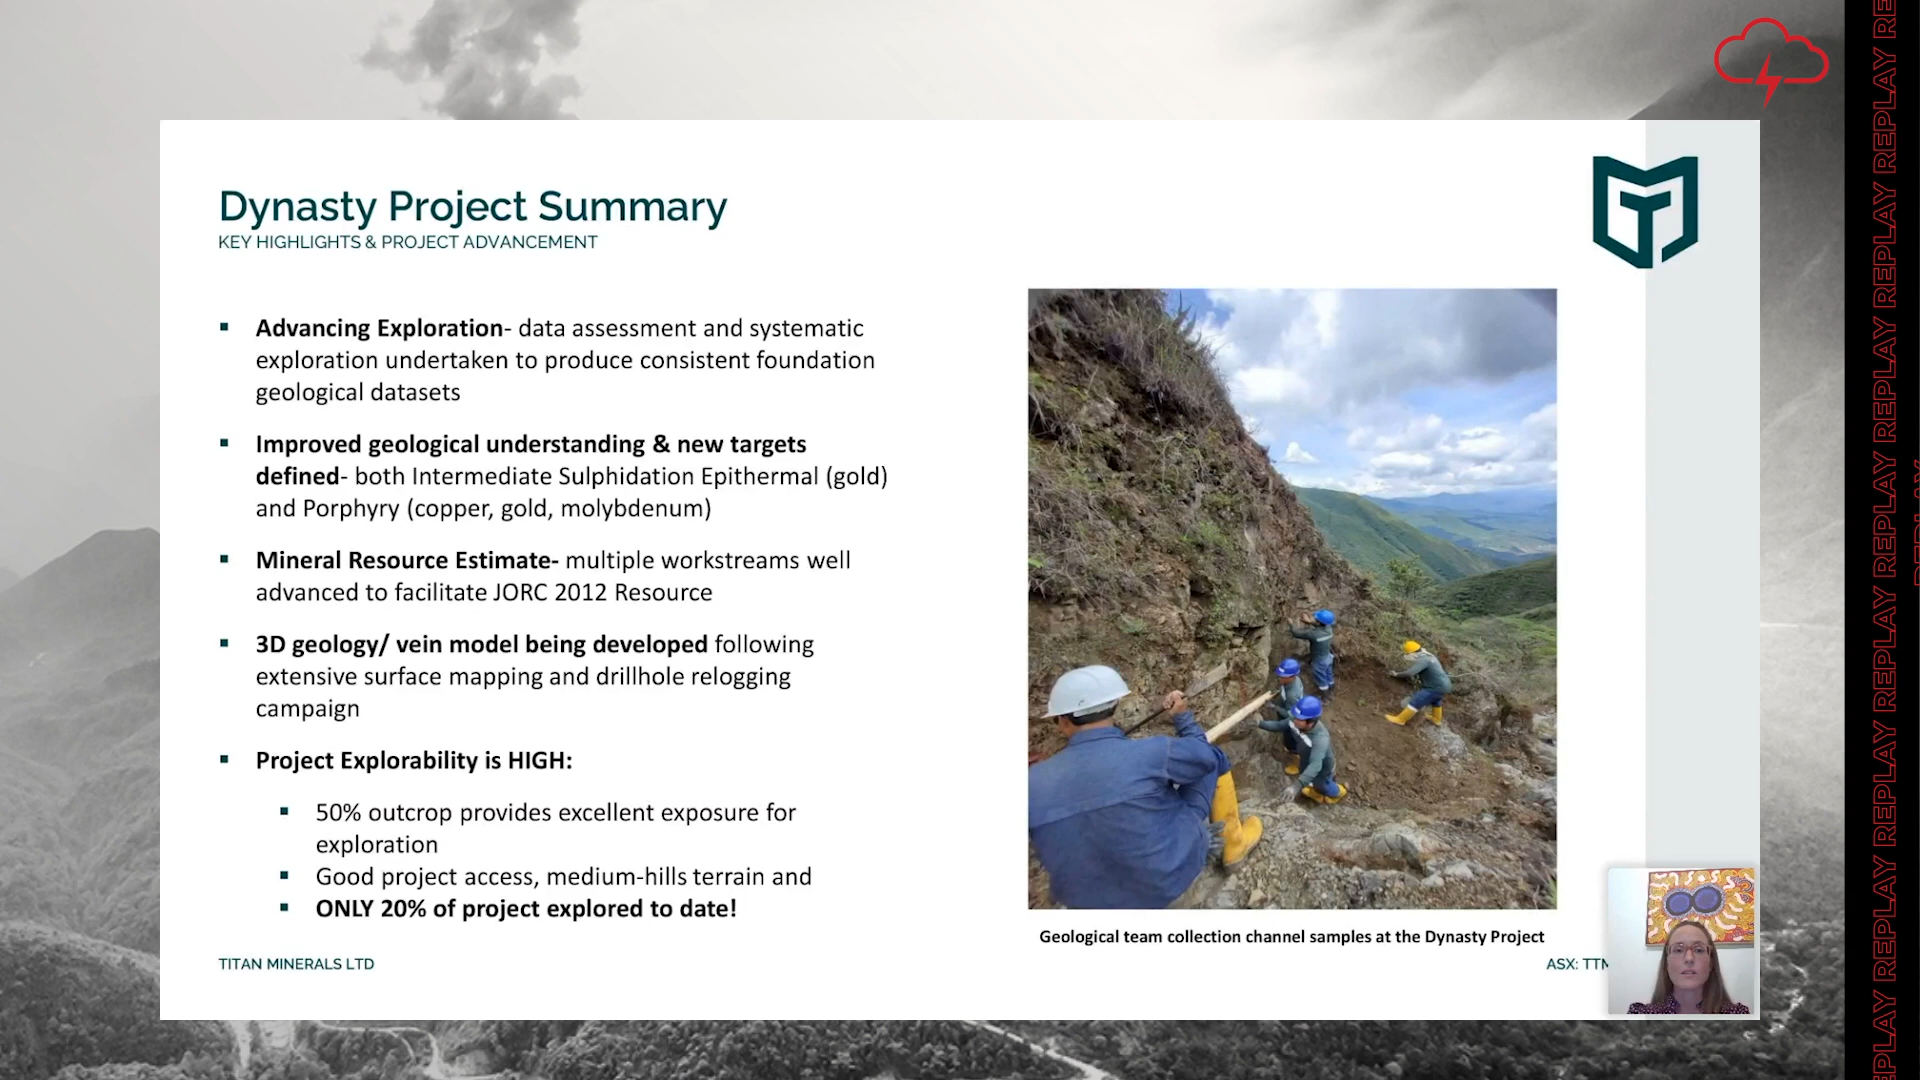 Dynasty Project Summary
KEY HIGHLIGHTS & PROJECT ADVANCEMENT
▪ Advancing Exploration- data assessment and systematic
exploration undertaken to produce consistent foundation
geological datasets
▪ Improved geological understanding & new targets
defined- both Intermediate Sulphidation Epithermal (gold)
and Porphyry (copper, gold, molybdenum)
▪ Mineral Resource Estimate- multiple workstreams well
advanced to facilitate JORC 2012 Resource
▪ 3D geology/ vein model being developed following
extensive surface mapping and drillhole relogging
campaign
▪ Project Explorability is HIGH:
▪ 50% outcrop provides excellent exposure for
exploration
▪ Good project access, medium-hills terrain and
▪ ONLY 20% of project explored to date!
Geological team collection channel samples at the Dynasty Project
TITAN MINERALS LTD
ASX: TTM
REPLAY REPLAY REPLAY REPLAY REPLAY REPLAY REPLAY REPLAY REPLAY REPLAY RE